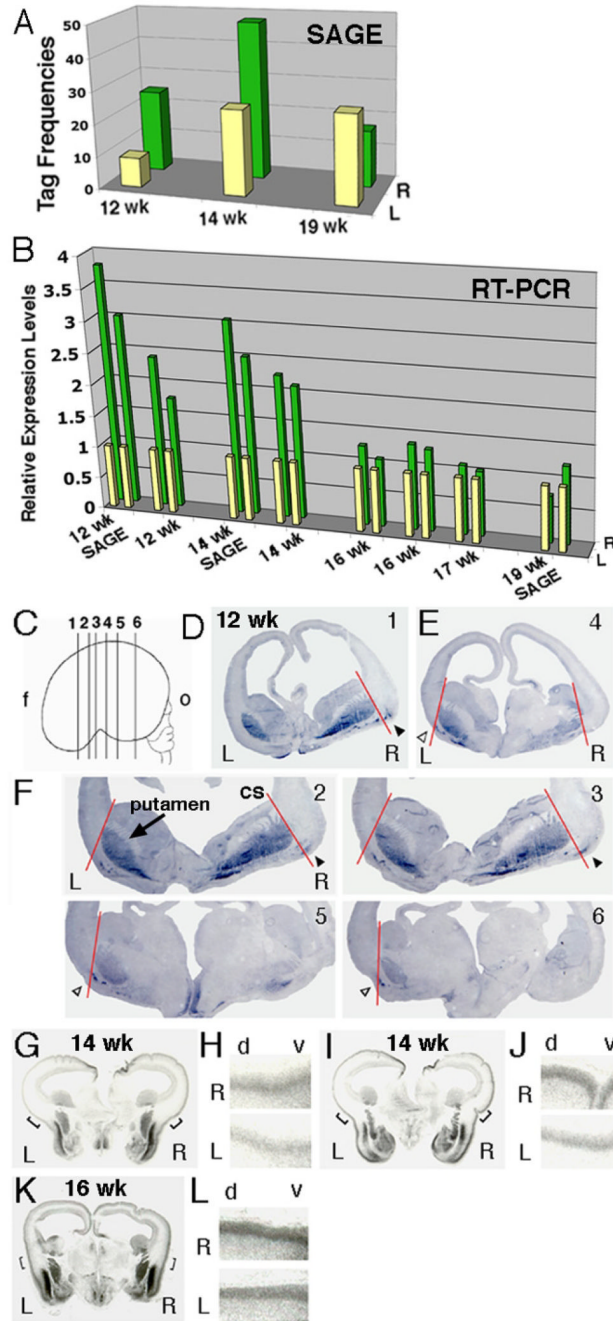 A
SAGE
Tag Frequencies
50
40
30
20
10
0
12 wk
14 wk
19 wk
R
L
B
RT-PCR
Relative Expression Levels
4
3.5
3
2.5
2
1.5
1
0.5
0
12 wk SAGE
12 wk
14 wk SAGE
14 wk
16 wk
16 wk
17 wk
19 wk SAGE
R
L
C
1 2 3 4 5 6
f
o
D
12 wk
1
L
R
E
4
L
R
F
putamen
cs
2
L
R
3
5
6
G
14 wk
L
R
H
d v
R
L
I
14 wk
L
R
J
d v
R
L
K
16 wk
L
R
L
d v
R
L